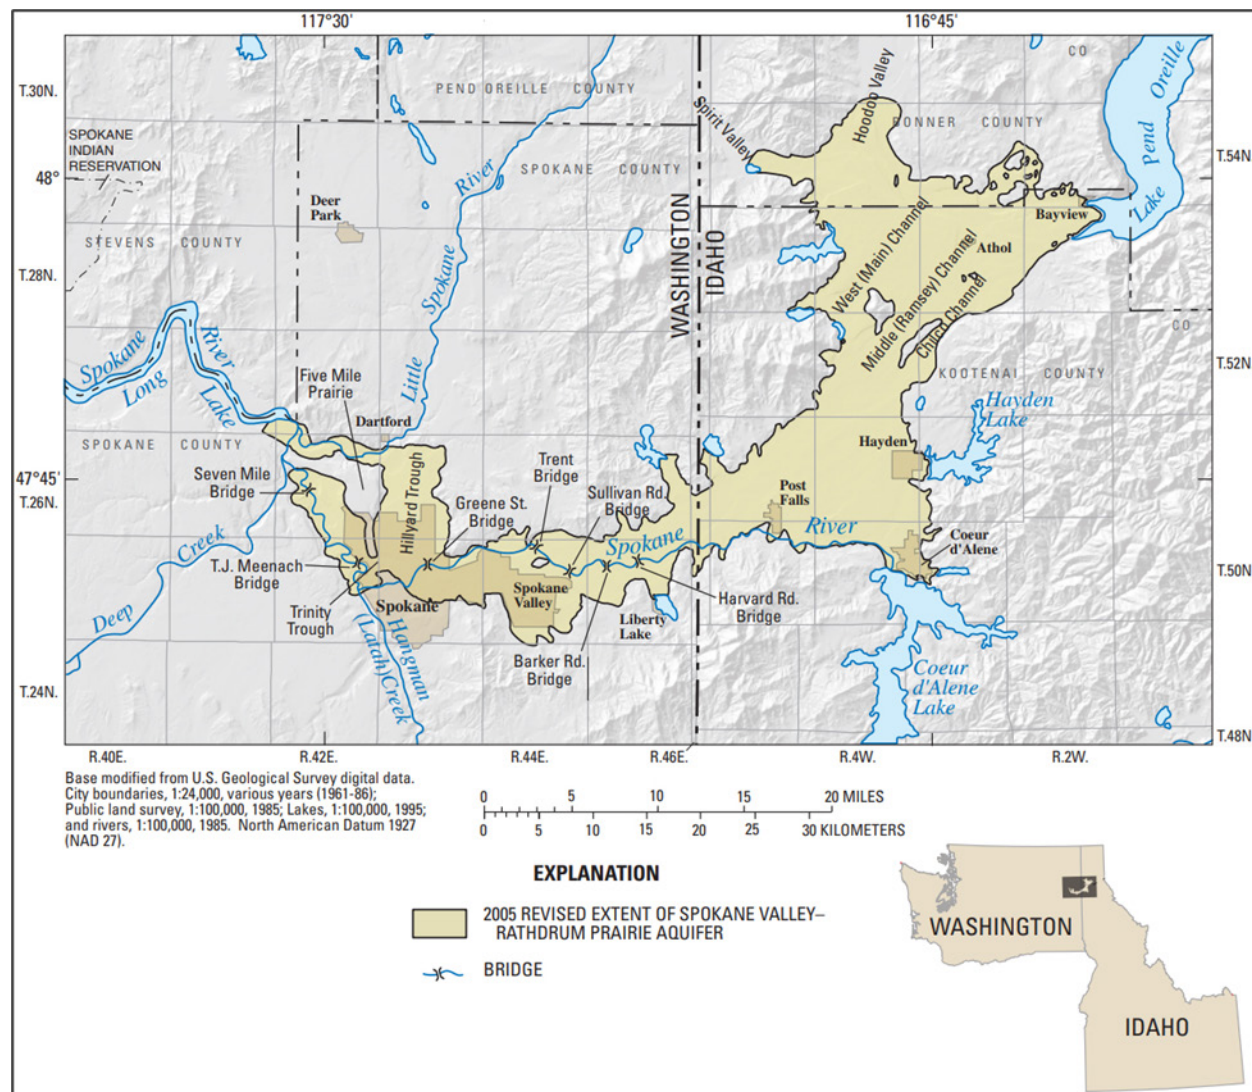 117°30'
116°45'
T.30N.
PEND OREILLE COUNTY
CO
Lake Pend Oreille
Hoodoo Valley
Spirit Valley
BONNER COUNTY
SPOKANE
INDIAN
RESERVATION
T.54N.
48°
SPOKANE COUNTY
River
Deer
Park
Bayview
STEVENS COUNTY
WASHINGTON
IDAHO
Athol
West (Main) Channel
Middle (Ramsey) Channel
Chilco Channel
T.28N.
Little Spokane
CO
Spokane River
Long Lake
Five Mile
Prairie
T.52N.
KOOTENAI COUNTY
Hayden
Lake
Dartford
SPOKANE COUNTY
Hayden
47°45'
T.26N.
Seven Mile
Bridge
Hillyard Trough
Greene St.
Bridge
Trent
Bridge
Sullivan Rd.
Bridge
Post
Falls
Spokane River
Coeur
d'Alene
Deep Creek
T.J. Meenach
Bridge
T.50N.
Trinity
Trough
Spokane
Spokane
Valley
Liberty
Lake
Harvard Rd.
Bridge
Hangman
(Latah) Creek
Barker Rd.
Bridge
Coeur
d'Alene
Lake
T.24N.
T.48N.
R.40E.
R.42E.
R.44E.
R.46E.
R.4W.
R.2W.
Base modified from U.S. Geological Survey digital data.
City boundaries, 1:24,000, various years (1961-86);
Public land survey, 1:100,000, 1985; Lakes, 1:100,000, 1995;
and rivers, 1:100,000, 1985. North American Datum 1927
(NAD 27).
0 5 10 15 20 MILES
0 5 10 15 20 25 30 KILOMETERS
EXPLANATION
2005 REVISED EXTENT OF SPOKANE VALLEY–
RATHDRUM PRAIRIE AQUIFER
BRIDGE
WASHINGTON
IDAHO